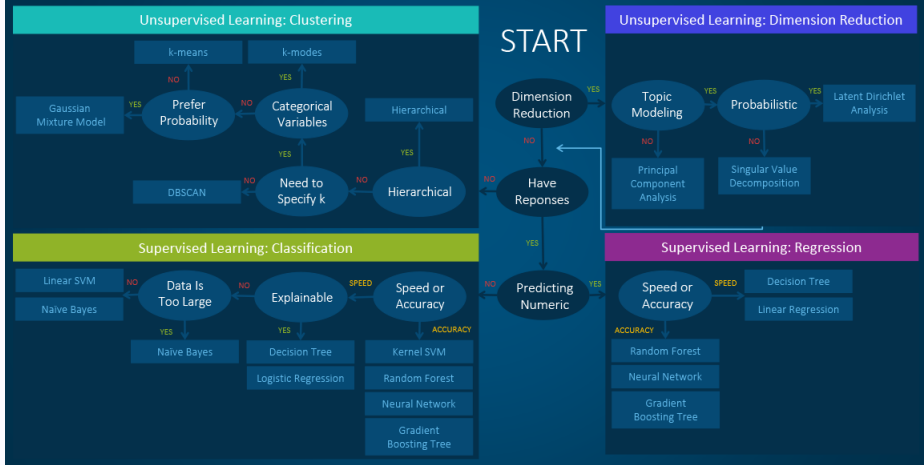 Unsupervised Learning: Clustering
START
Unsupervised Learning: Dimension Reduction
k-means
k-modes
NO
YES
Gaussian
Mixture Model
YES
Prefer
Probability
NO
Categorical
Variables
Hierarchical
YES
YES
DBSCAN
NO
Need to
Specify k
NO
Hierarchical
NO
Dimension
Reduction
YES
NO
Have
Reponses
YES
Topic
Modeling
YES
Probabilistic
YES
Latent Dirichlet
Analysis
NO
NO
Principal
Component
Analysis
Singular Value
Decomposition
Supervised Learning: Classification
Supervised Learning: Regression
Linear SVM
Naïve Bayes
NO
Data Is
Too Large
NO
Explainable
SPEED
Speed or
Accuracy
NO
Predicting
Numeric
YES
Speed or
Accuracy
SPEED
Decision Tree
Linear Regression
YES
YES
ACCURACY
ACCURACY
Naïve Bayes
Decision Tree
Logistic Regression
Kernel SVM
Random Forest
Neural Network
Gradient
Boosting Tree
Random Forest
Neural Network
Gradient
Boosting Tree